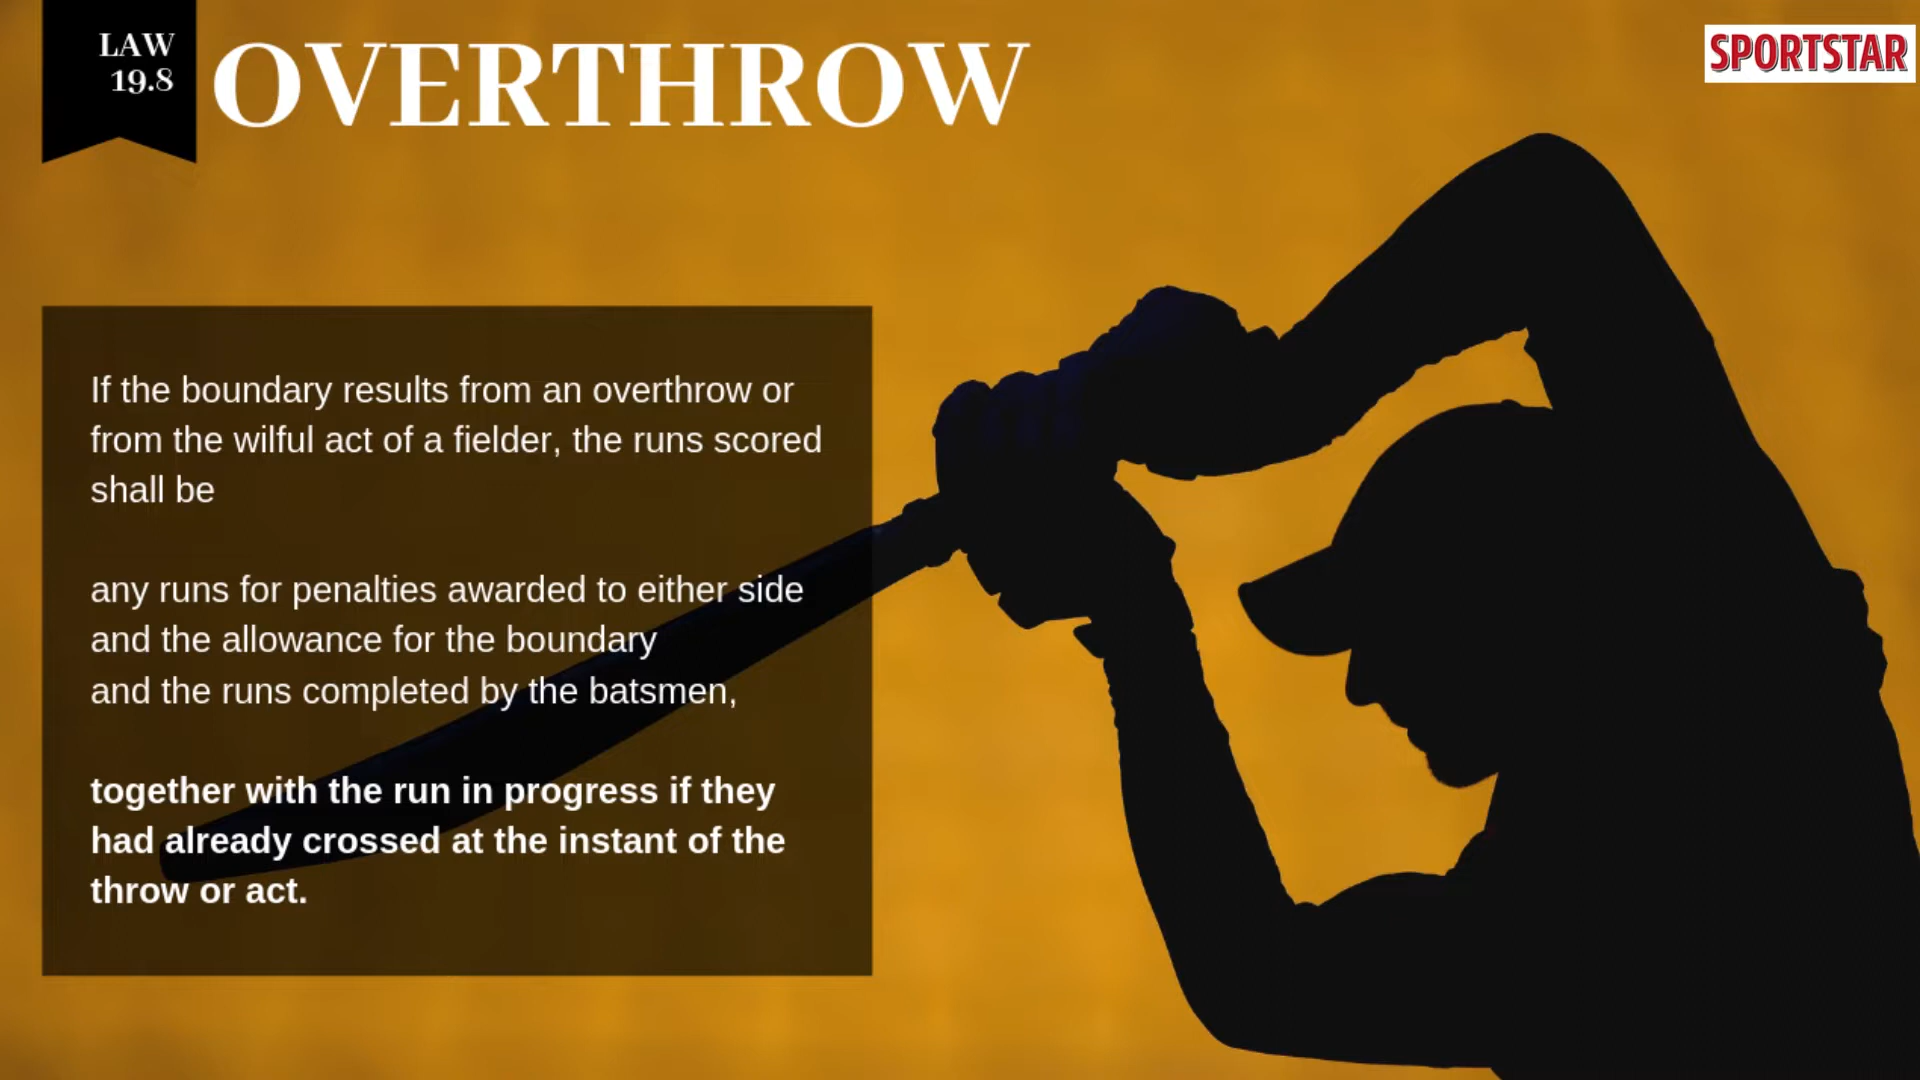 LAW
19.8
OVERTHROW
SPORTSTAR
If the boundary results from an overthrow or
from the wilful act of a fielder, the runs scored
shall be
any runs for penalties awarded to either side
and the allowance for the boundary
and the runs completed by the batsmen,
together with the run in progress if they
had already crossed at the instant of the
throw or act.